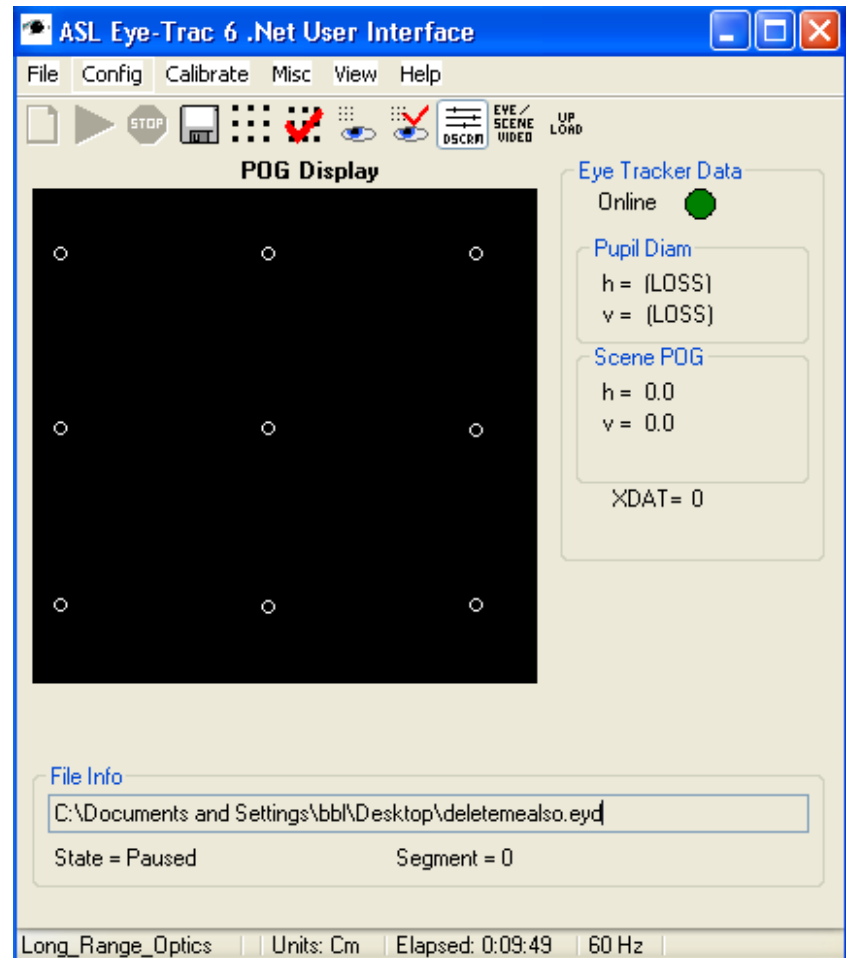 ASL Eye-Trac 6 .Net User Interface
File Config Calibrate Misc View Help
STOP DSCRM EYE/ SCENE VIDEO UP LOAD
POG Display
Eye Tracker Data
Online
Pupil Diam
h = (LOSS)
v = (LOSS)
Scene POG
h = 0.0
v = 0.0
XDAT= 0
File Info
C:\Documents and Settings\bbl\Desktop\deletemealso.eyd
State = Paused Segment = 0
Long_Range_Optics Units: Cm Elapsed: 0:09:49 60 Hz